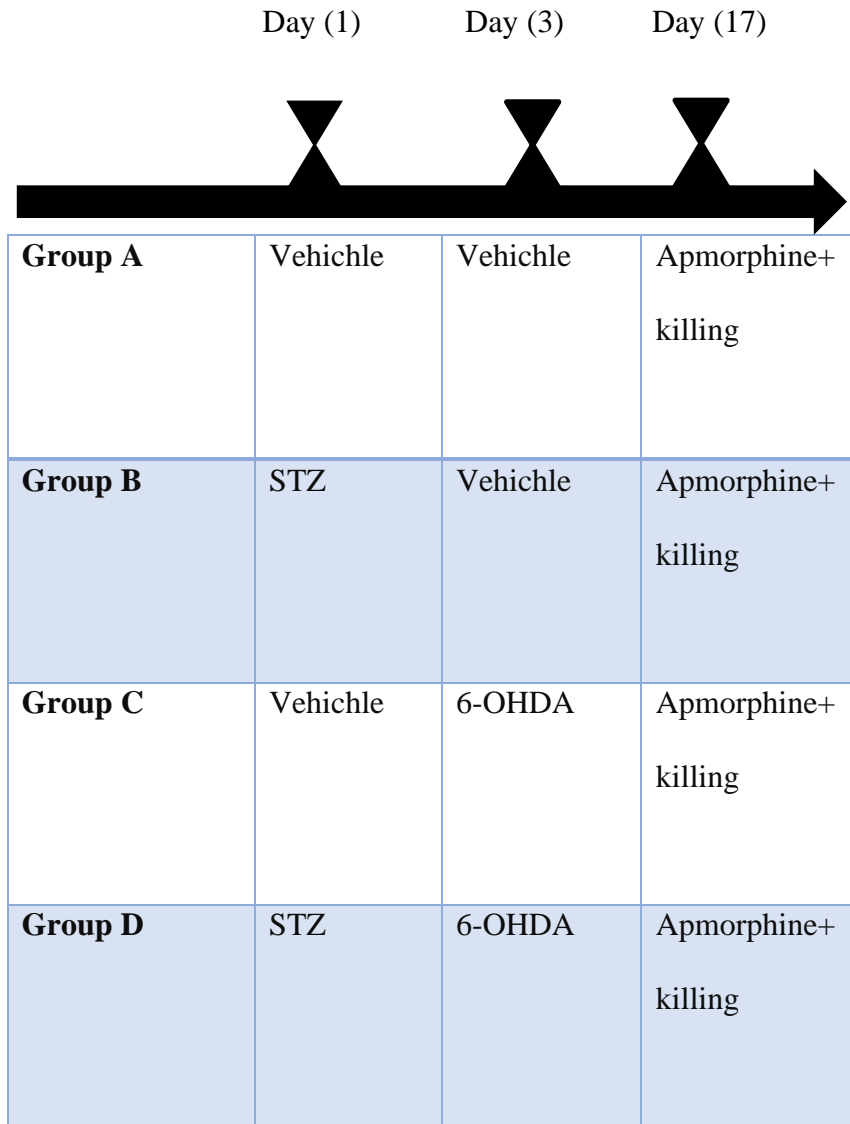 Day (1) Day (3) Day (17)
Group A Vehichle Vehichle Apmorphine+
killing
Group B STZ Vehichle Apmorphine+
killing
Group C Vehichle 6-OHDA Apmorphine+
killing
Group D STZ 6-OHDA Apmorphine+
killing